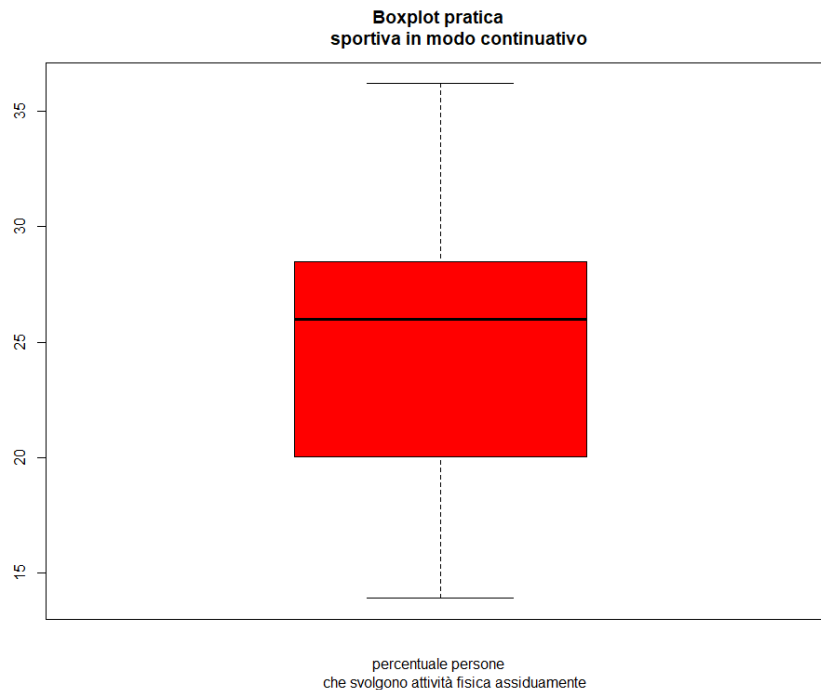 Boxplot pratica
sportiva in modo continuativo
35
30
25
20
15
percentuale persone
che svolgono attività fisica assiduamente